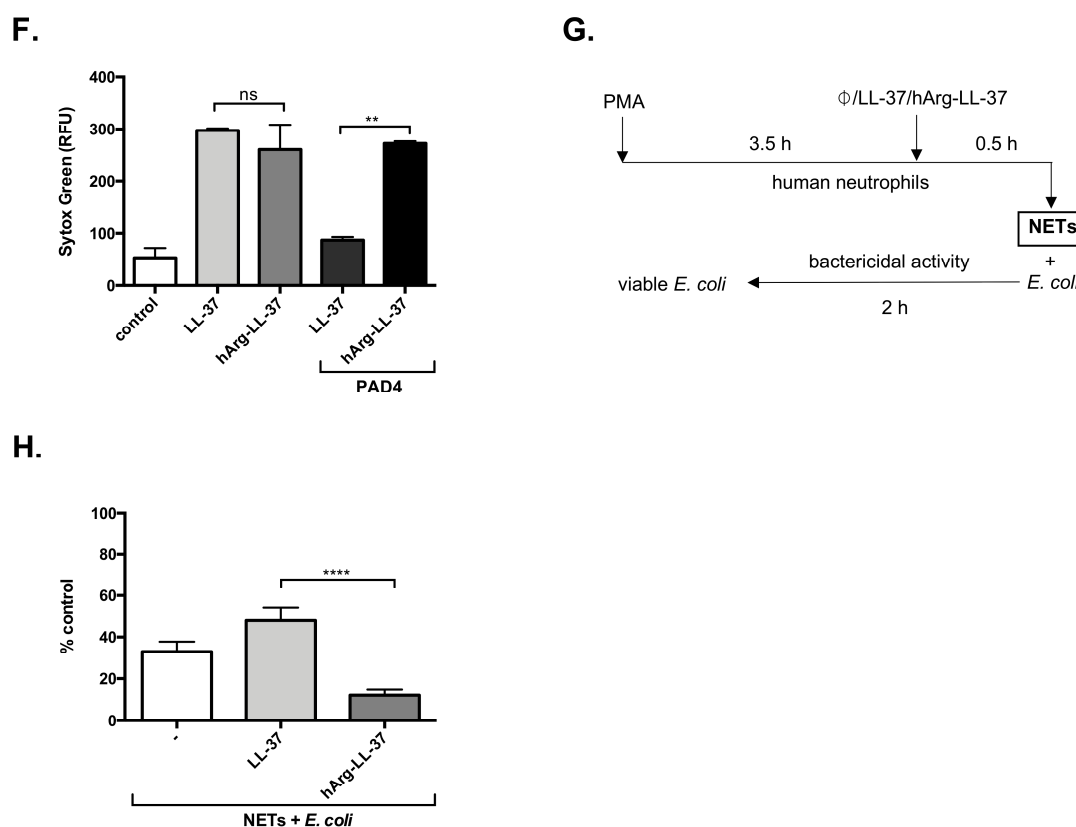 F.
Sytox Green (RFU)
400
300
200
100
0
ns
**
control
LL-37
hArg-LL-37
LL-37
hArg-LL-37
PAD4
G.
PMA
Φ/LL-37/hArg-LL-37
3.5 h
0.5 h
human neutrophils
NETs
+
bactericidal activity
viable E. coli
E. coli
2 h
H.
% control
100
80
60
40
20
0
****
-
LL-37
hArg-LL-37
NETs + E. coli